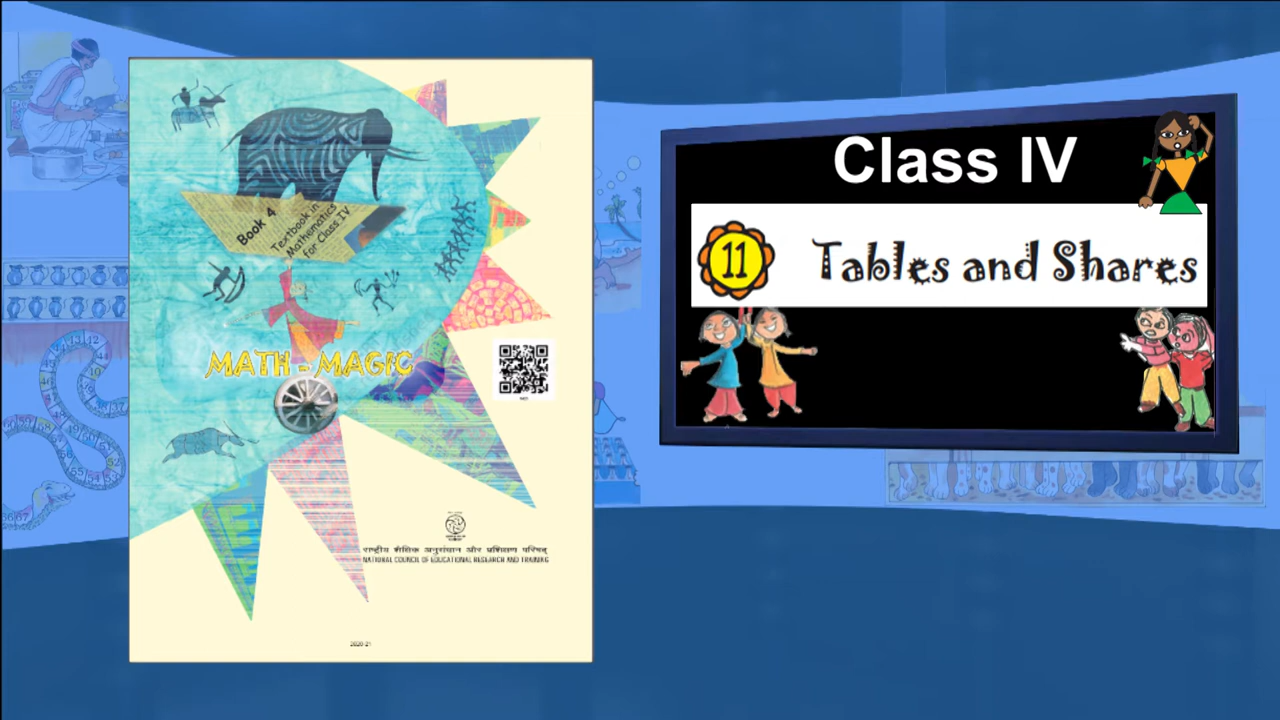 Book 4
Textbook in
Mathematics
for Class IV
MATH-MAGIC
राष्ट्रीय शैक्षिक अनुसंधान और प्रशिक्षण परिषद्
NATIONAL COUNCIL OF EDUCATIONAL RESEARCH AND TRAINING
2020-21
Class IV
11 Tables and Shares